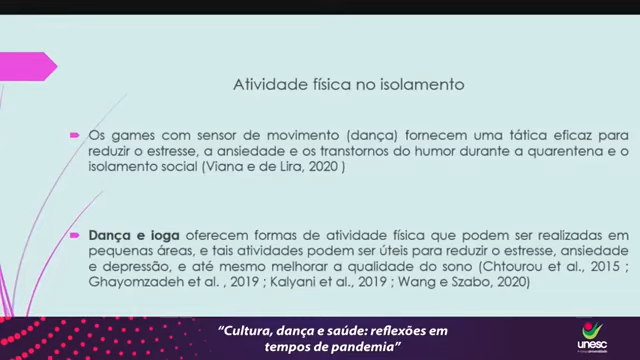 Atividade física no isolamento
Os games com sensor de movimento (dança) fornecem uma tática eficaz para
reduzir o estresse, a ansiedade e os transtornos do humor durante a quarentena e o
isolamento social (Viana e de Lira, 2020 )
Dança e ioga oferecem formas de atividade física que podem ser realizadas em
pequenas áreas, e tais atividades podem ser úteis para reduzir o estresse, ansiedade
e depressão, e até mesmo melhorar a qualidade do sono (Chtourou et al., 2015 ;
Ghayomzadeh et al. , 2019 ; Kalyani et al., 2019 ; Wang e Szabo, 2020)
“Cultura, dança e saúde: reflexões em
tempos de pandemia”
unesc